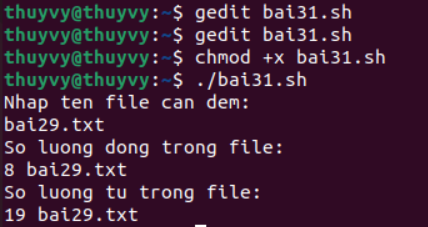 thuyvy@thuyvy:~$ gedit bai31.sh
thuyvy@thuyvy:~$ gedit bai31.sh
thuyvy@thuyvy:~$ chmod +x bai31.sh
thuyvy@thuyvy:~$ ./bai31.sh
Nhap ten file can dem:
bai29.txt
So luong dong trong file:
8 bai29.txt
So luong tu trong file:
19 bai29.txt